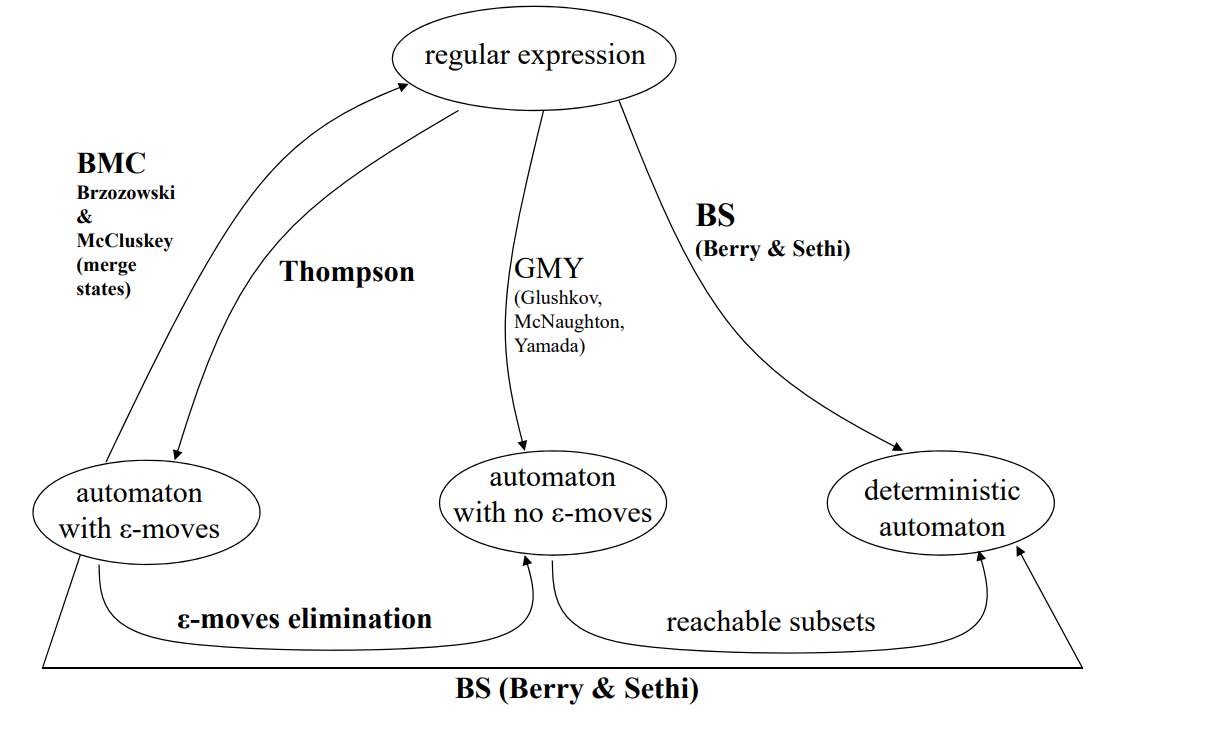 regular expression
BMC
Brzozowski
&
McCluskey
(merge
states)
Thompson
GMY
(Glushkov,
McNaughton,
Yamada)
BS
(Berry & Sethi)
automaton
with ε-moves
automaton
with no ε-moves
deterministic
automaton
ε-moves elimination
reachable subsets
BS (Berry & Sethi)